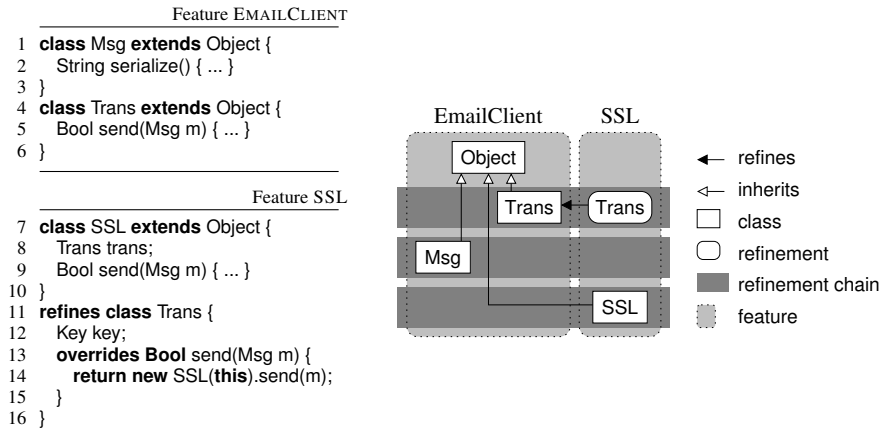 Feature EMAILCLIENT
1 class Msg extends Object {
2 String serialize() { ... }
3 }
4 class Trans extends Object {
5 Bool send(Msg m) { ... }
6 }
Feature SSL
7 class SSL extends Object {
8 Trans trans;
9 Bool send(Msg m) { ... }
10 }
11 refines class Trans {
12 Key key;
13 overrides Bool send(Msg m) {
14 return new SSL(this).send(m);
15 }
16 }
EmailClient SSL
Object
Trans Trans
Msg
SSL
refines
inherits
class
refinement
refinement chain
feature